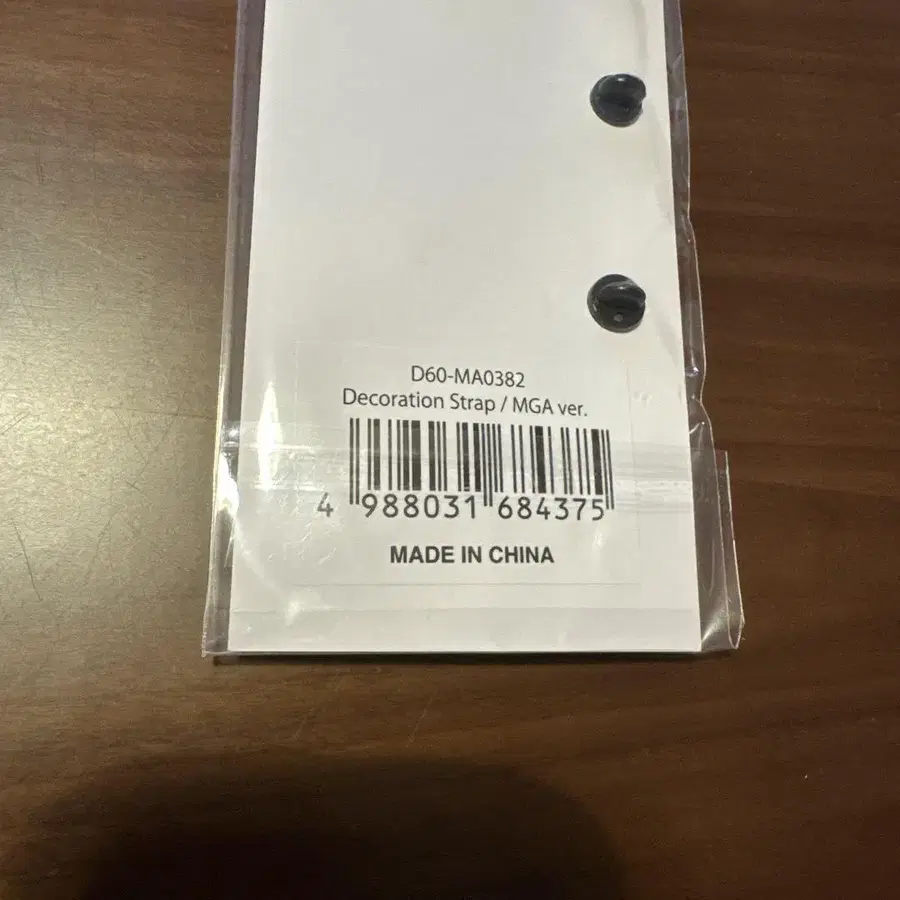 D60-MA0382
Decoration Strap / MGA ver.
4 988031 684375
MADE IN CHINA